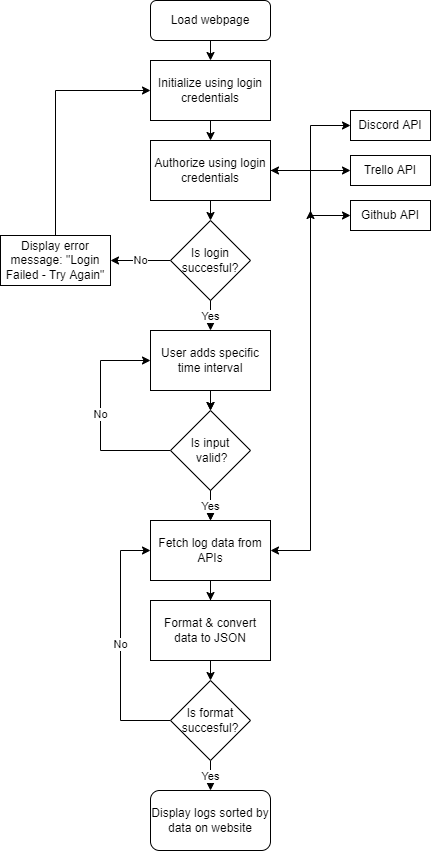 Load webpage
Initialize using login
credentials
Discord API
Authorize using login
credentials
Trello API
Github API
Display error
message: "Login
Failed - Try Again"
No
Is login
succesful?
Yes
User adds specific
time interval
No
Is input
valid?
Yes
Fetch log data from
APIs
Format & convert
data to JSON
No
Is format
succesful?
Yes
Display logs sorted by
data on website